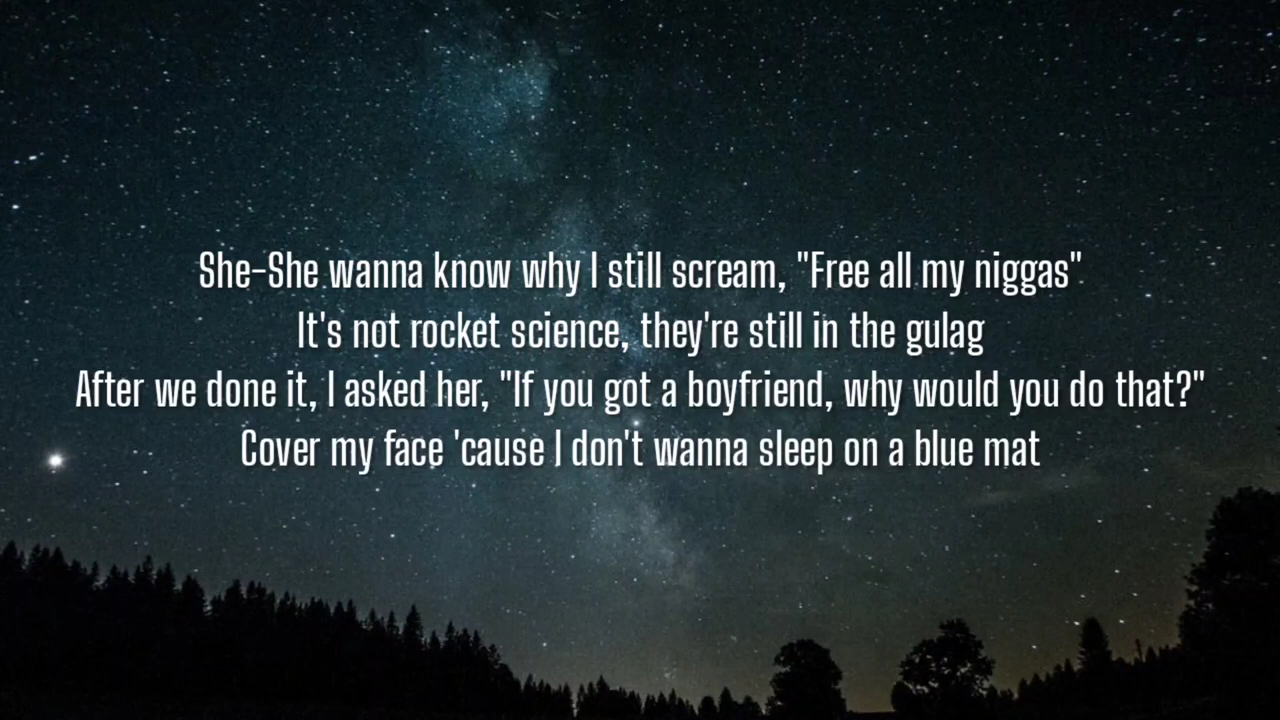 She-She wanna know why I still scream, "Free all my niggas"
It's not rocket science, they're still in the gulag
After we done it, I asked her, "If you got a boyfriend, why would you do that?"
Cover my face 'cause I don't wanna sleep on a blue mat